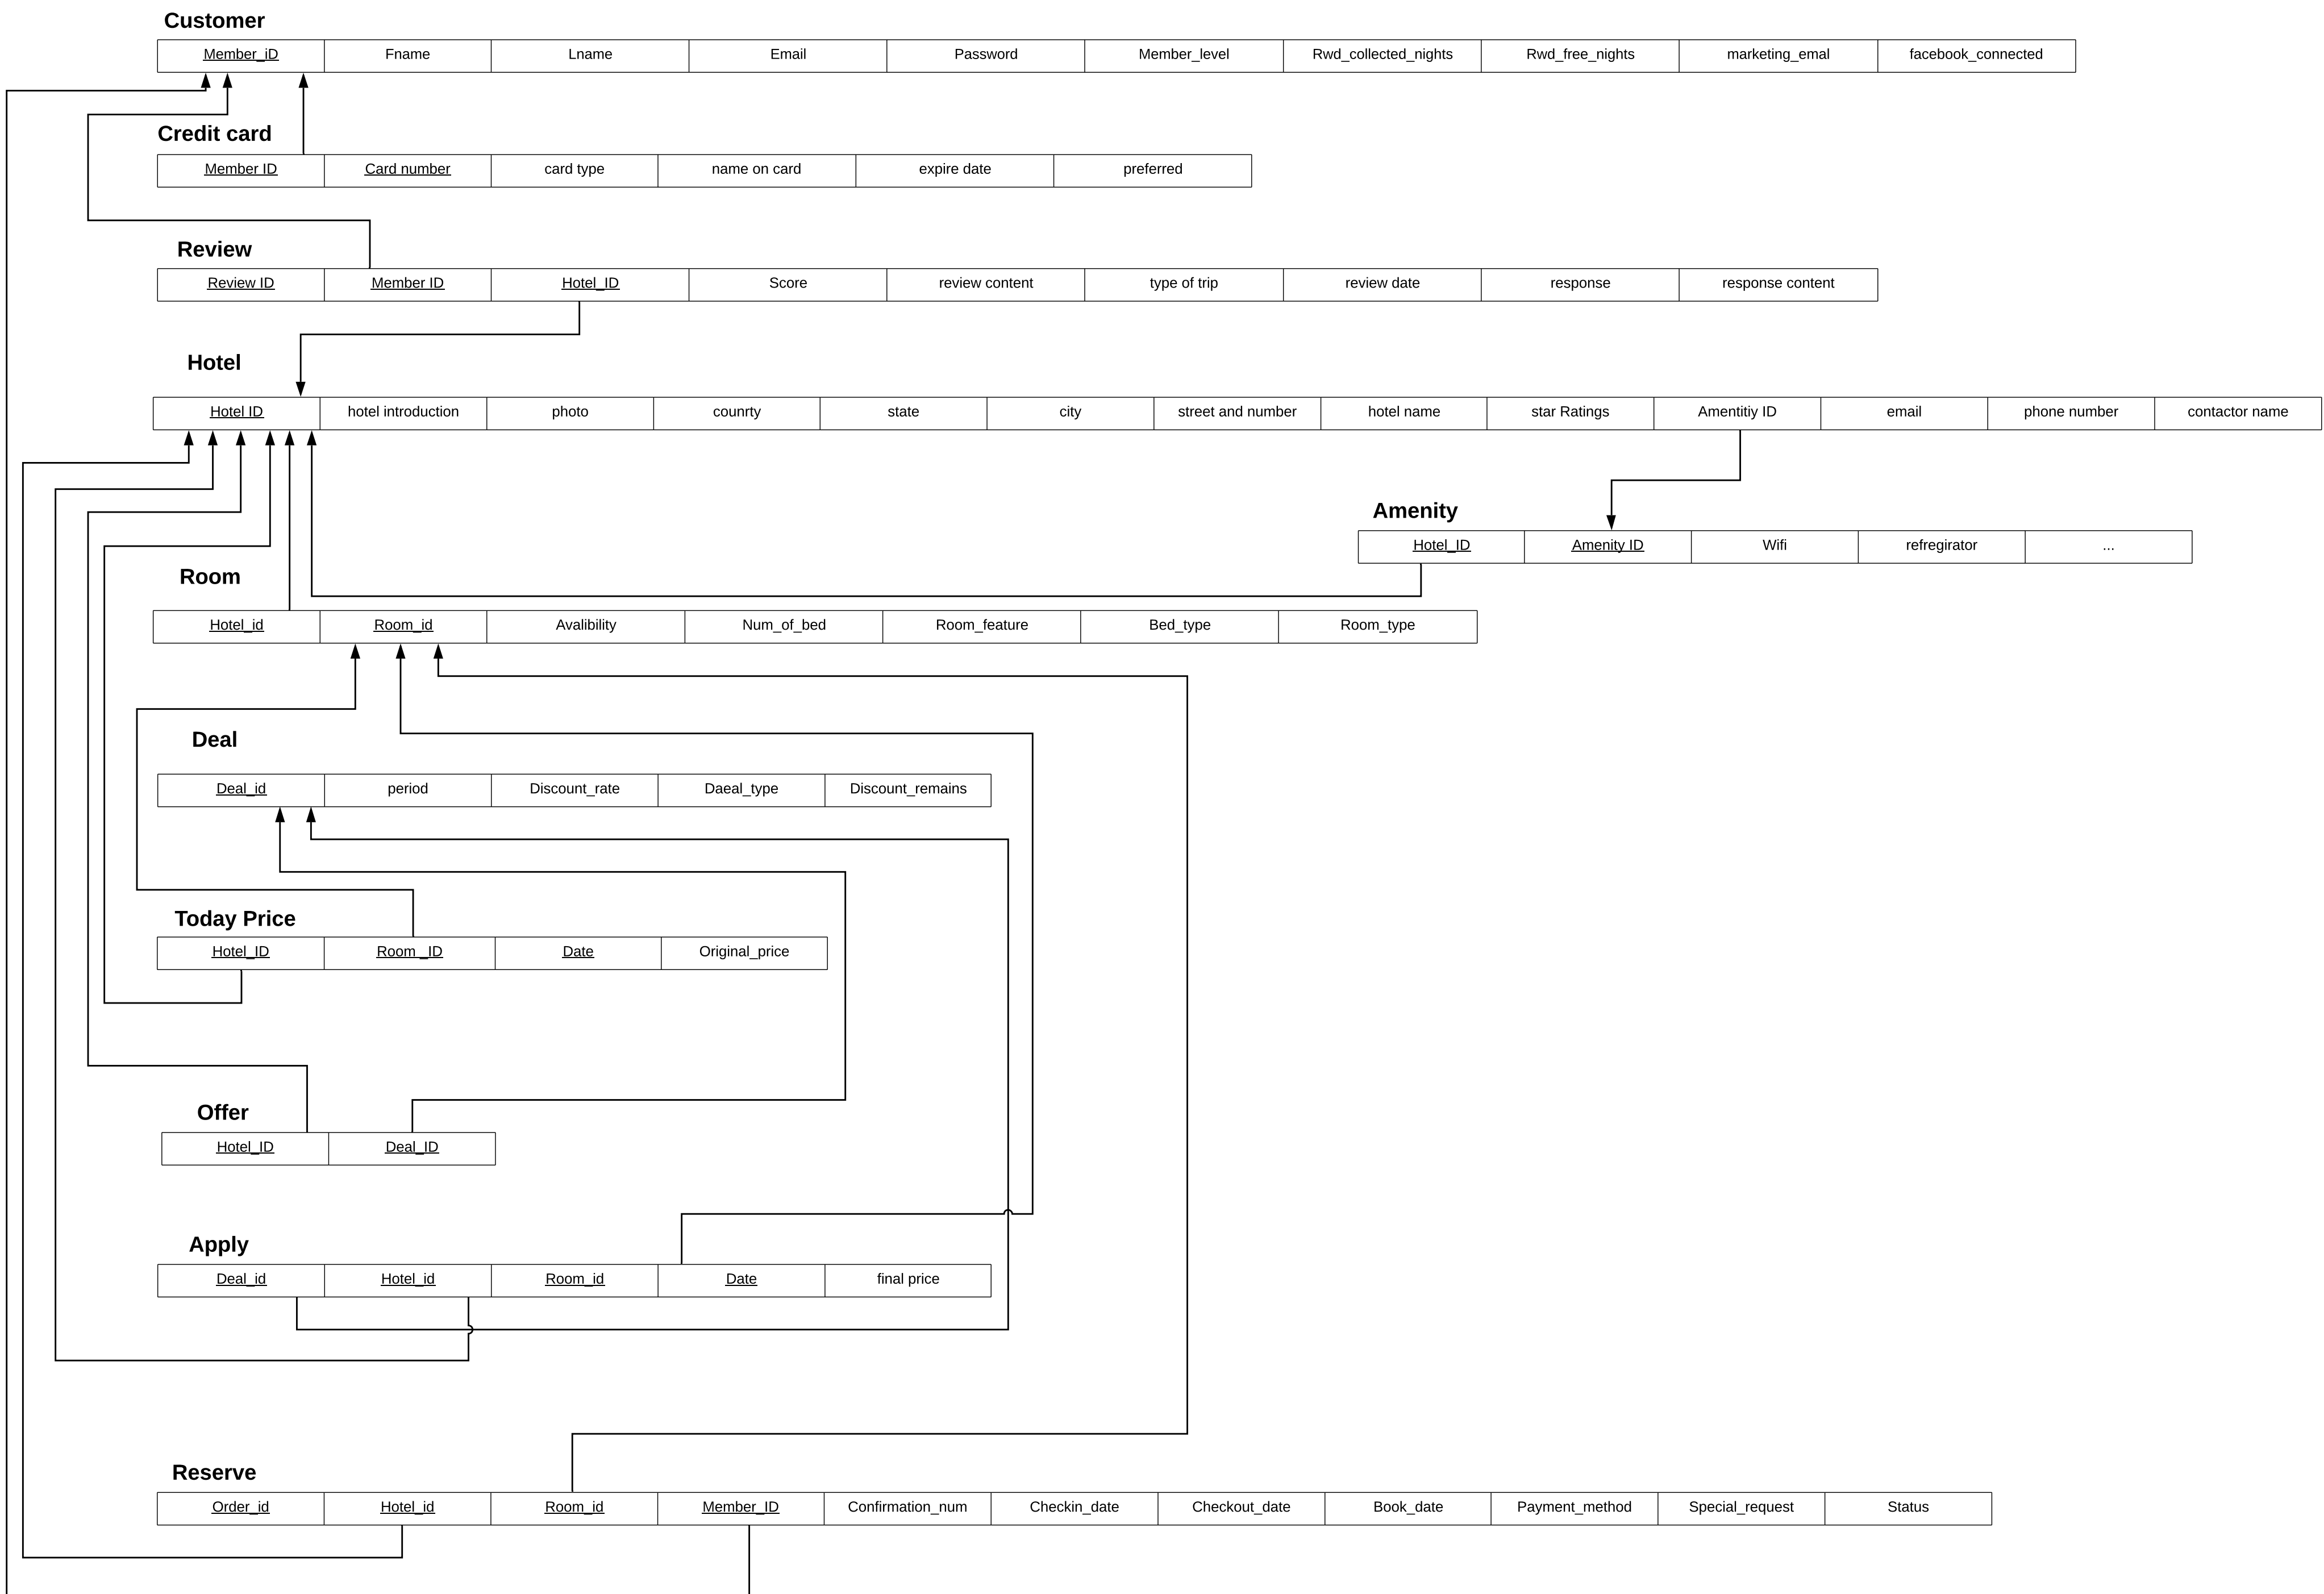 Customer
Member_iD Fname Lname Email Password Member_level Rwd_collected_nights Rwd_free_nights marketing_emal facebook_connected
Credit card
Member ID Card number card type name on card expire date preferred
Review
Review ID Member ID Hotel_ID Score review content type of trip review date response response content
Hotel
Hotel ID hotel introduction photo counrty state city street and number hotel name star Ratings Amentitiy ID email phone number contactor name
Amenity
Hotel_ID Amenity ID Wifi refregirator ...
Room
Hotel_id Room_id Avalibility Num_of_bed Room_feature Bed_type Room_type
Deal
Deal_id period Discount_rate Daeal_type Discount_remains
Today Price
Hotel_ID Room _ID Date Original_price
Offer
Hotel_ID Deal_ID
Apply
Deal_id Hotel_id Room_id Date final price
Reserve
Order_id Hotel_id Room_id Member_ID Confirmation_num Checkin_date Checkout_date Book_date Payment_method Special_request Status